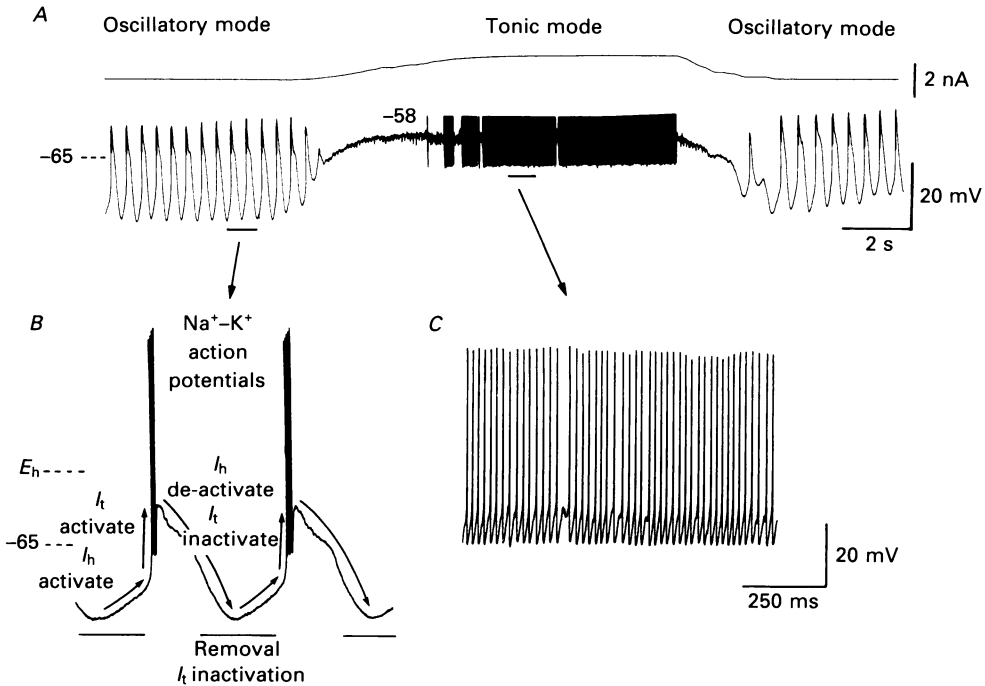 A
Oscillatory mode
Tonic mode
Oscillatory mode
2 nA
–58
–65
20 mV
2 s
B
Na⁺–K⁺
action
potentials
Eh
Ih
de-activate
It
inactivate
It
activate
–65
Ih
activate
Removal
It inactivation
C
20 mV
250 ms